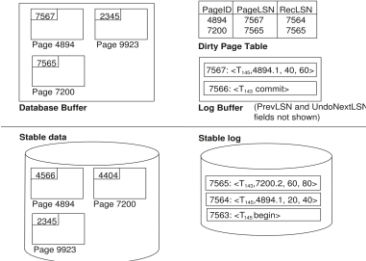 7567
2345
Page 4894
Page 9923
7565
Page 7200
Database Buffer
PageID PageLSN RecLSN
4894 7567 7564
7200 7565 7565
Dirty Page Table
7567: <T145,4894.1, 40, 60>
7566: <T143 commit>
Log Buffer (PrevLSN and UndoNextLSN
fields not shown)
Stable data
4566
4404
Page 4894
Page 7200
2345
Page 9923
Stable log
7565: <T143,7200.2, 60, 80>
7564: <T145,4894.1, 20, 40>
7563: <T145 begin>